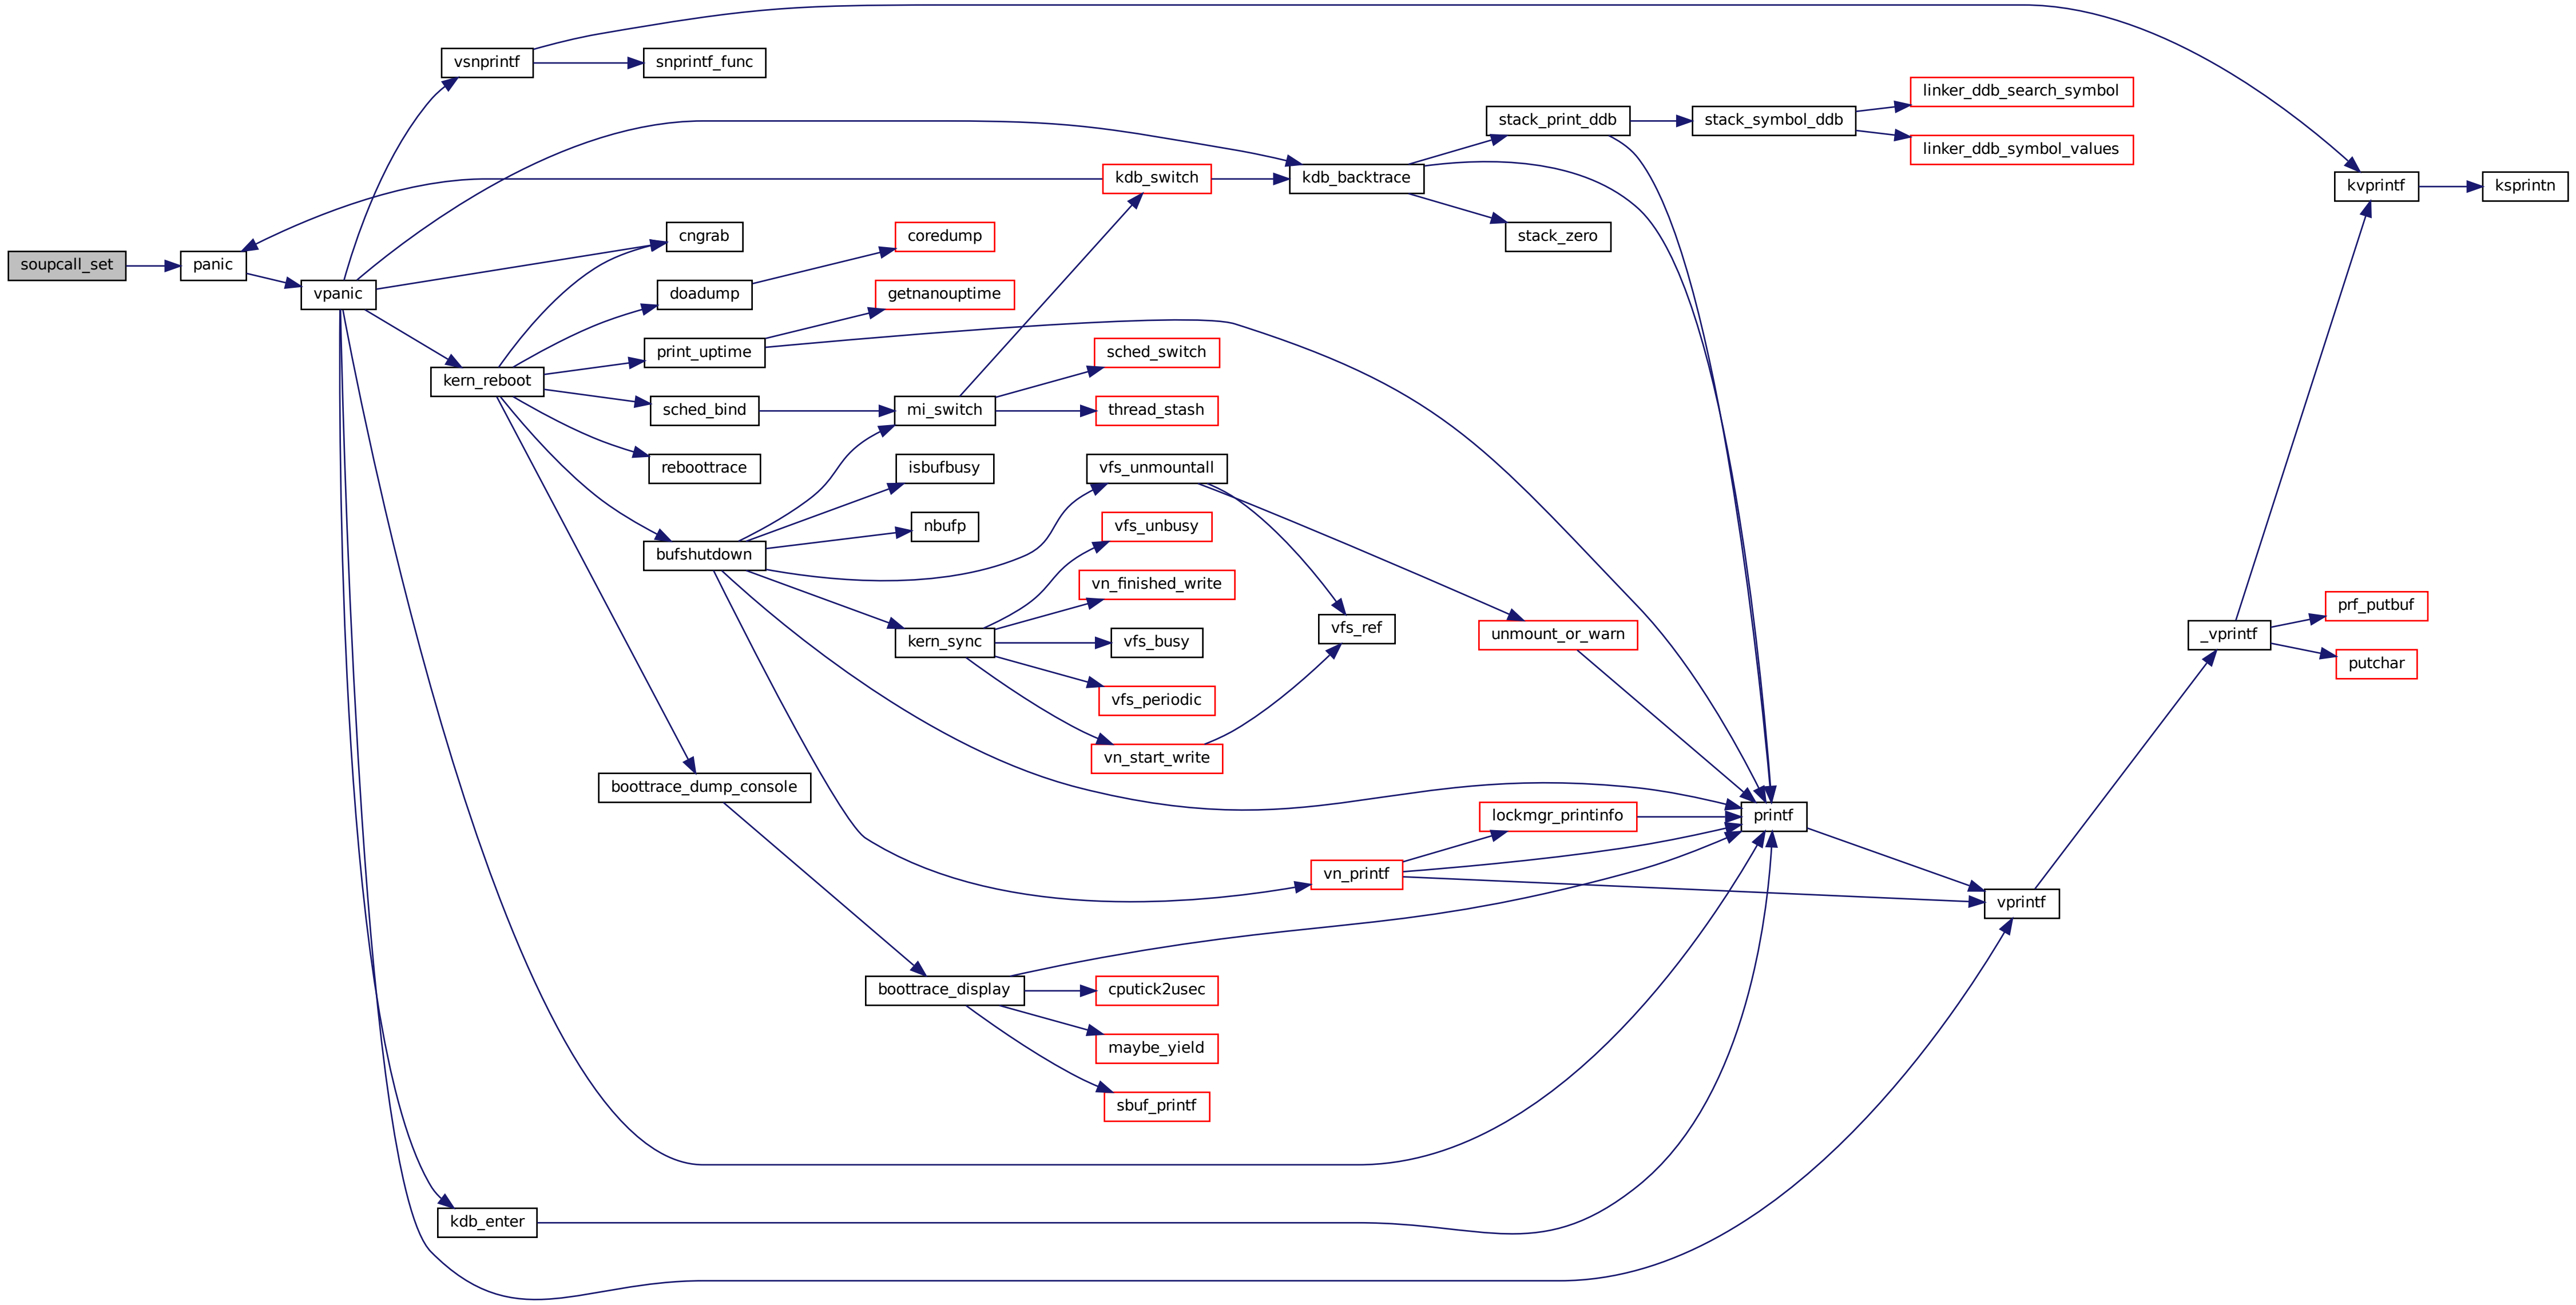 soupcall_set
panic
vpanic
vsnprintf
snprintf_func
kern_reboot
cngrab
doadump
coredump
print_uptime
getnanouptime
sched_bind
reboottrace
mi_switch
kdb_switch
sched_switch
thread_stash
kdb_backtrace
stack_print_ddb
stack_zero
stack_symbol_ddb
linker_ddb_search_symbol
linker_ddb_symbol_values
kvprintf
ksprintn
bufshutdown
isbufbusy
nbufp
vfs_unmountall
kern_sync
vfs_unbusy
vn_finished_write
vfs_busy
vfs_periodic
vn_start_write
vfs_ref
unmount_or_warn
boottrace_dump_console
lockmgr_printinfo
vn_printf
printf
vprintf
_vprintf
prf_putbuf
putchar
boottrace_display
cputick2usec
maybe_yield
sbuf_printf
kdb_enter